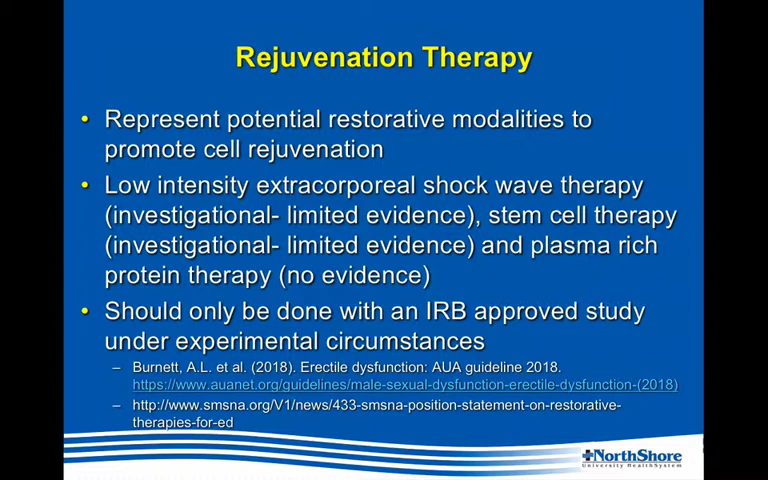 Rejuvenation Therapy
• Represent potential restorative modalities to
promote cell rejuvenation
• Low intensity extracorporeal shock wave therapy
(investigational- limited evidence), stem cell therapy
(investigational- limited evidence) and plasma rich
protein therapy (no evidence)
• Should only be done with an IRB approved study
under experimental circumstances
– Burnett, A.L. et al. (2018). Erectile dysfunction: AUA guideline 2018.
https://www.auanet.org/guidelines/male-sexual-dysfunction-erectile-dysfunction-(2018)
– http://www.smsna.org/V1/news/433-smsna-position-statement-on-restorative-
therapies-for-ed
NorthShore
University HealthSystem